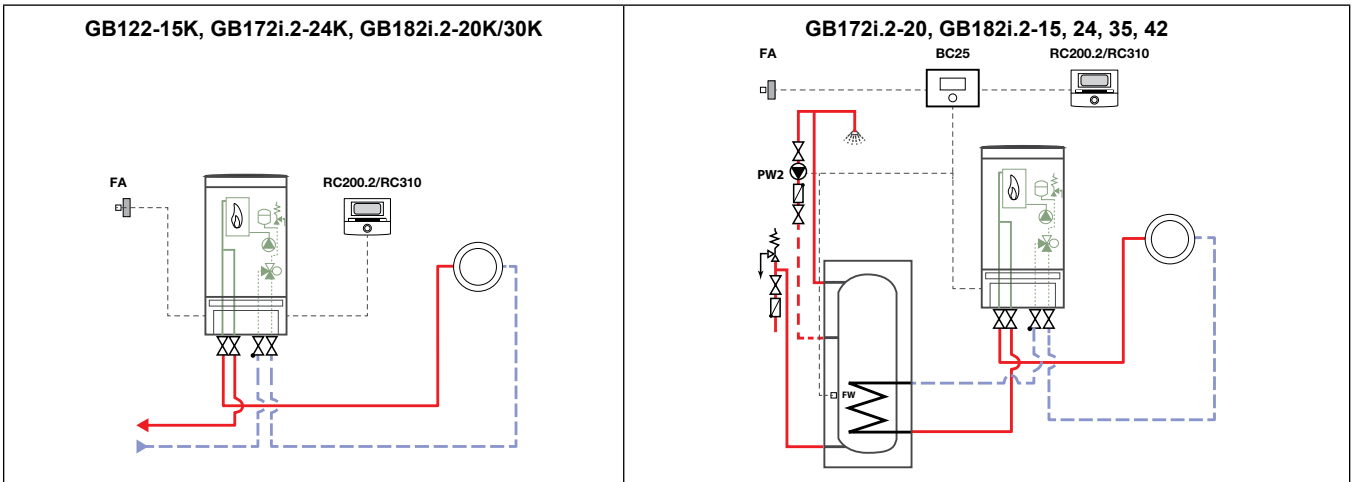 GB122-15K, GB172i.2-24K, GB182i.2-20K/30K
FA
RC200.2/RC310
GB172i.2-20, GB182i.2-15, 24, 35, 42
FA
BC25
RC200.2/RC310
PW2
FW